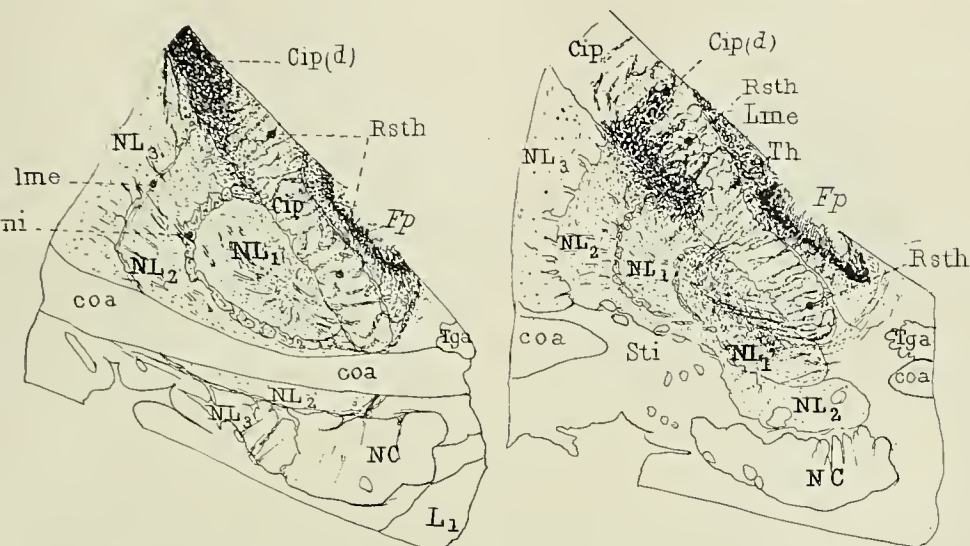 Cip(d)
Rsth
NL3
lme
Cip
Fp
mi
NL1
NL2
coa
Tga
coa
NL2
NL3
NC
L1
Cip
Cip(d)
Rsth
Lme
Th
NL3
Fp
NL2
NL1
Rsth
coa
Sti
NL1'
Tga
coa
NL2
NC